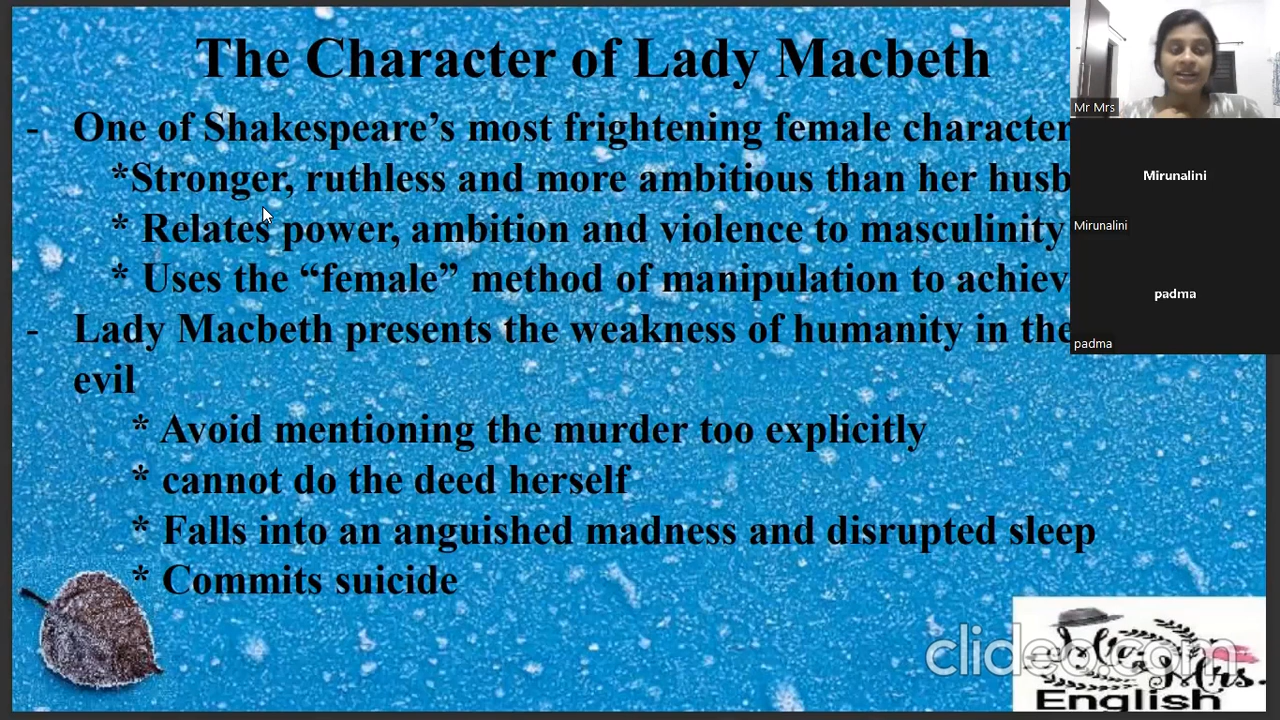 The Character of Lady Macbeth
- One of Shakespeare's most frightening female character
*Stronger, ruthless and more ambitious than her husb
* Relates power, ambition and violence to masculinity
* Uses the “female” method of manipulation to achiev
- Lady Macbeth presents the weakness of humanity in the
evil
* Avoid mentioning the murder too explicitly
* cannot do the deed herself
* Falls into an anguished madness and disrupted sleep
* Commits suicide
Mr Mrs
Mirunalini
Mirunalini
padma
padma
clideo.com
Mrs.
English